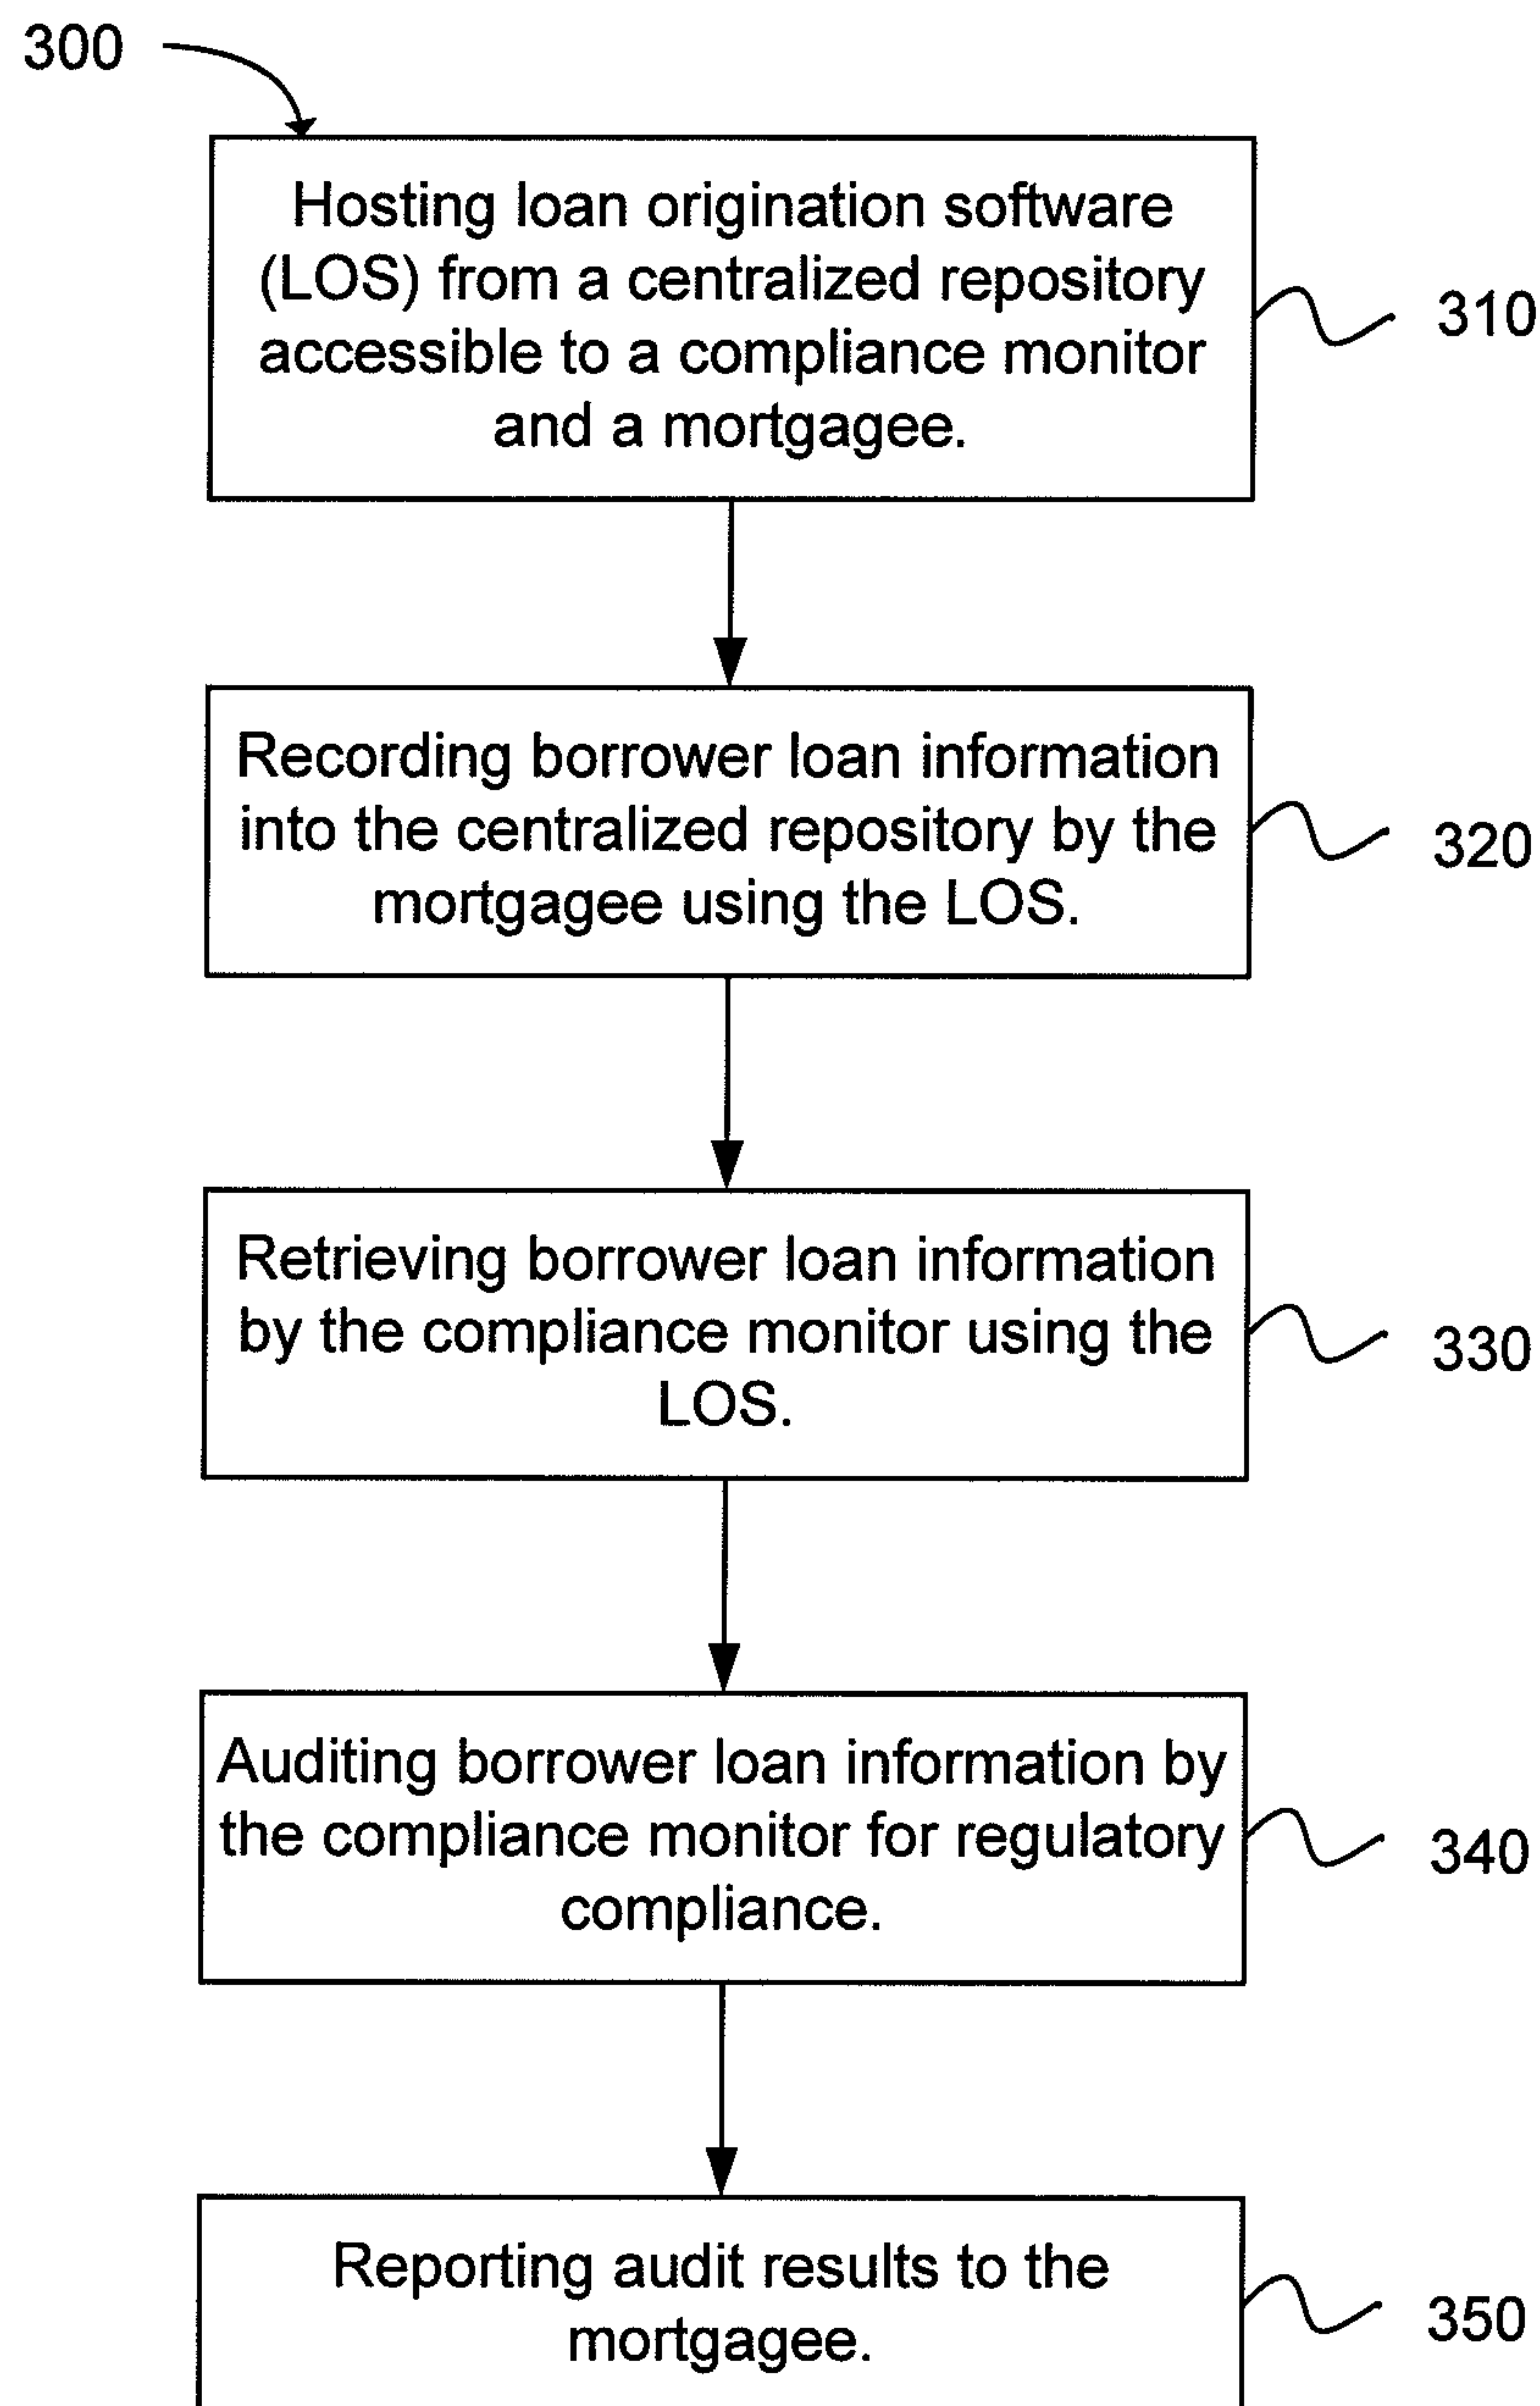 300
Hosting loan origination software
(LOS) from a centralized repository
accessible to a compliance monitor
and a mortgagee.
310
Recording borrower loan information
into the centralized repository by the
mortgagee using the LOS.
320
Retrieving borrower loan information
by the compliance monitor using the
LOS.
330
Auditing borrower loan information by
the compliance monitor for regulatory
compliance.
340
Reporting audit results to the
mortgagee.
350